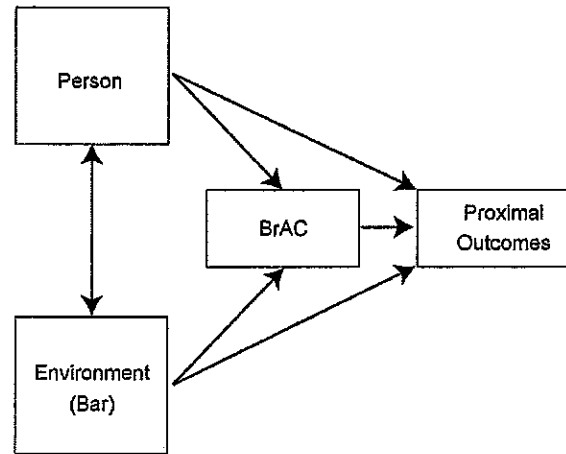 Person
BrAC
Proximal
Outcomes
Environment
(Bar)